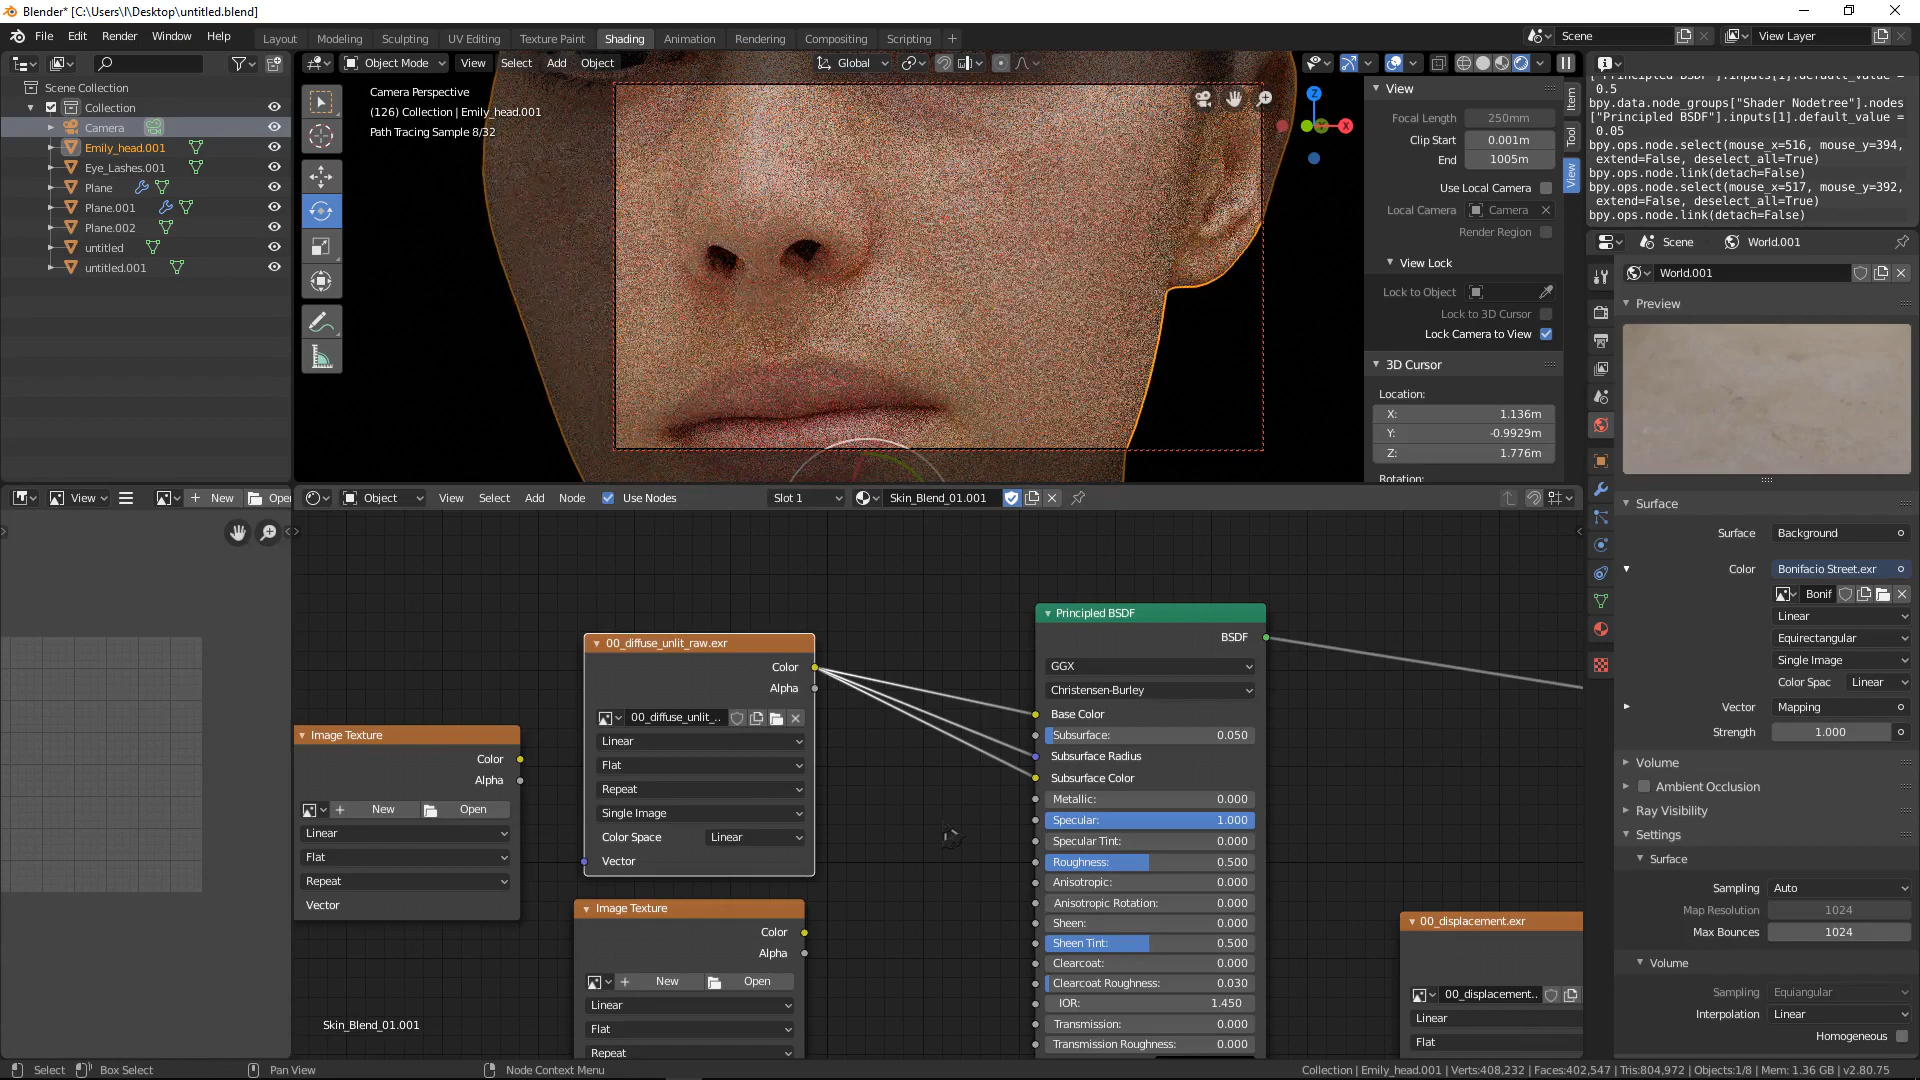 Blender* [C:\Users\I\Desktop\untitled.blend]
File Edit Render Window Help
Layout Modeling Sculpting UV Editing Texture Paint Shading Animation Rendering Compositing Scripting +
Scene
View Layer
Object Mode View Select Add Object
Global
Scene Collection
Collection
Camera
Emily_head.001
Eye_Lashes.001
Plane
Plane.001
Plane.002
untitled
untitled.001
Camera Perspective
(126) Collection | Emily_head.001
Path Tracing Sample 8/32
Z
X
View
Focal Length 250mm
Clip Start 0.001m
End 1005m
Use Local Camera
Local Camera Camera
Render Region
View Lock
Lock to Object
Lock to 3D Cursor
Lock Camera to View
3D Cursor
Location:
X: 1.136m
Y: -0.9929m
Z: 1.776m
Rotation:
Item
Tool
View
["Principled BSDF"].inputs[1].default_value =
0.5
bpy.data.node_groups["Shader Nodetree"].nodes
["Principled BSDF"].inputs[1].default_value =
0.05
bpy.ops.node.select(mouse_x=516, mouse_y=394,
extend=False, deselect_all=True)
bpy.ops.node.link(detach=False)
bpy.ops.node.select(mouse_x=517, mouse_y=392,
extend=False, deselect_all=True)
bpy.ops.node.link(detach=False)
Scene World.001
World.001
Preview
Surface
Surface Background
Color Bonifacio Street.exr
Bonif
Linear
Equirectangular
Single Image
Color Spac Linear
Vector Mapping
Strength 1.000
Volume
Ambient Occlusion
Ray Visibility
Settings
Surface
Sampling Auto
Map Resolution 1024
Max Bounces 1024
Volume
Sampling Equiangular
Interpolation Linear
Homogeneous
View
New Open
Object View Select Add Node Use Nodes Slot 1 Skin_Blend_01.001
Image Texture
Color
Alpha
New Open
Linear
Flat
Repeat
Vector
00_diffuse_unlit_raw.exr
Color
Alpha
00_diffuse_unlit_..
Linear
Flat
Repeat
Single Image
Color Space Linear
Vector
Image Texture
Color
Alpha
New Open
Linear
Flat
Repeat
Principled BSDF
BSDF
GGX
Christensen-Burley
Base Color
Subsurface: 0.050
Subsurface Radius
Subsurface Color
Metallic: 0.000
Specular: 1.000
Specular Tint: 0.000
Roughness: 0.500
Anisotropic: 0.000
Anisotropic Rotation: 0.000
Sheen: 0.000
Sheen Tint: 0.500
Clearcoat: 0.000
Clearcoat Roughness: 0.030
IOR: 1.450
Transmission: 0.000
Transmission Roughness: 0.000
00_displacement.exr
00_displacement..
Linear
Flat
Skin_Blend_01.001
Select Box Select Pan View Node Context Menu
Collection | Emily_head.001 | Verts:408,232 | Faces:402,547 | Tris:804,972 | Objects:1/8 | Mem: 1.36 GB | v2.80.75